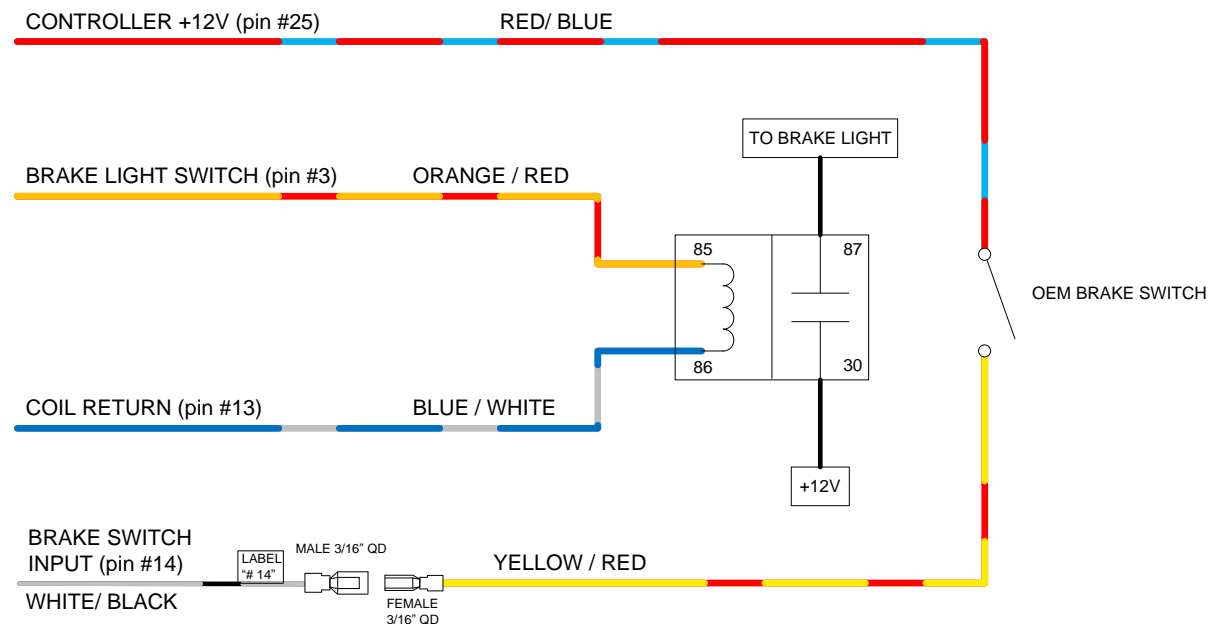 CONTROLLER +12V (pin #25) RED/ BLUE
TO BRAKE LIGHT
BRAKE LIGHT SWITCH (pin #3) ORANGE / RED
85 87
OEM BRAKE SWITCH
86 30
COIL RETURN (pin #13) BLUE / WHITE
+12V
BRAKE SWITCH
INPUT (pin #14)
LABEL
"# 14"
MALE 3/16" QD
YELLOW / RED
WHITE/ BLACK
FEMALE
3/16" QD